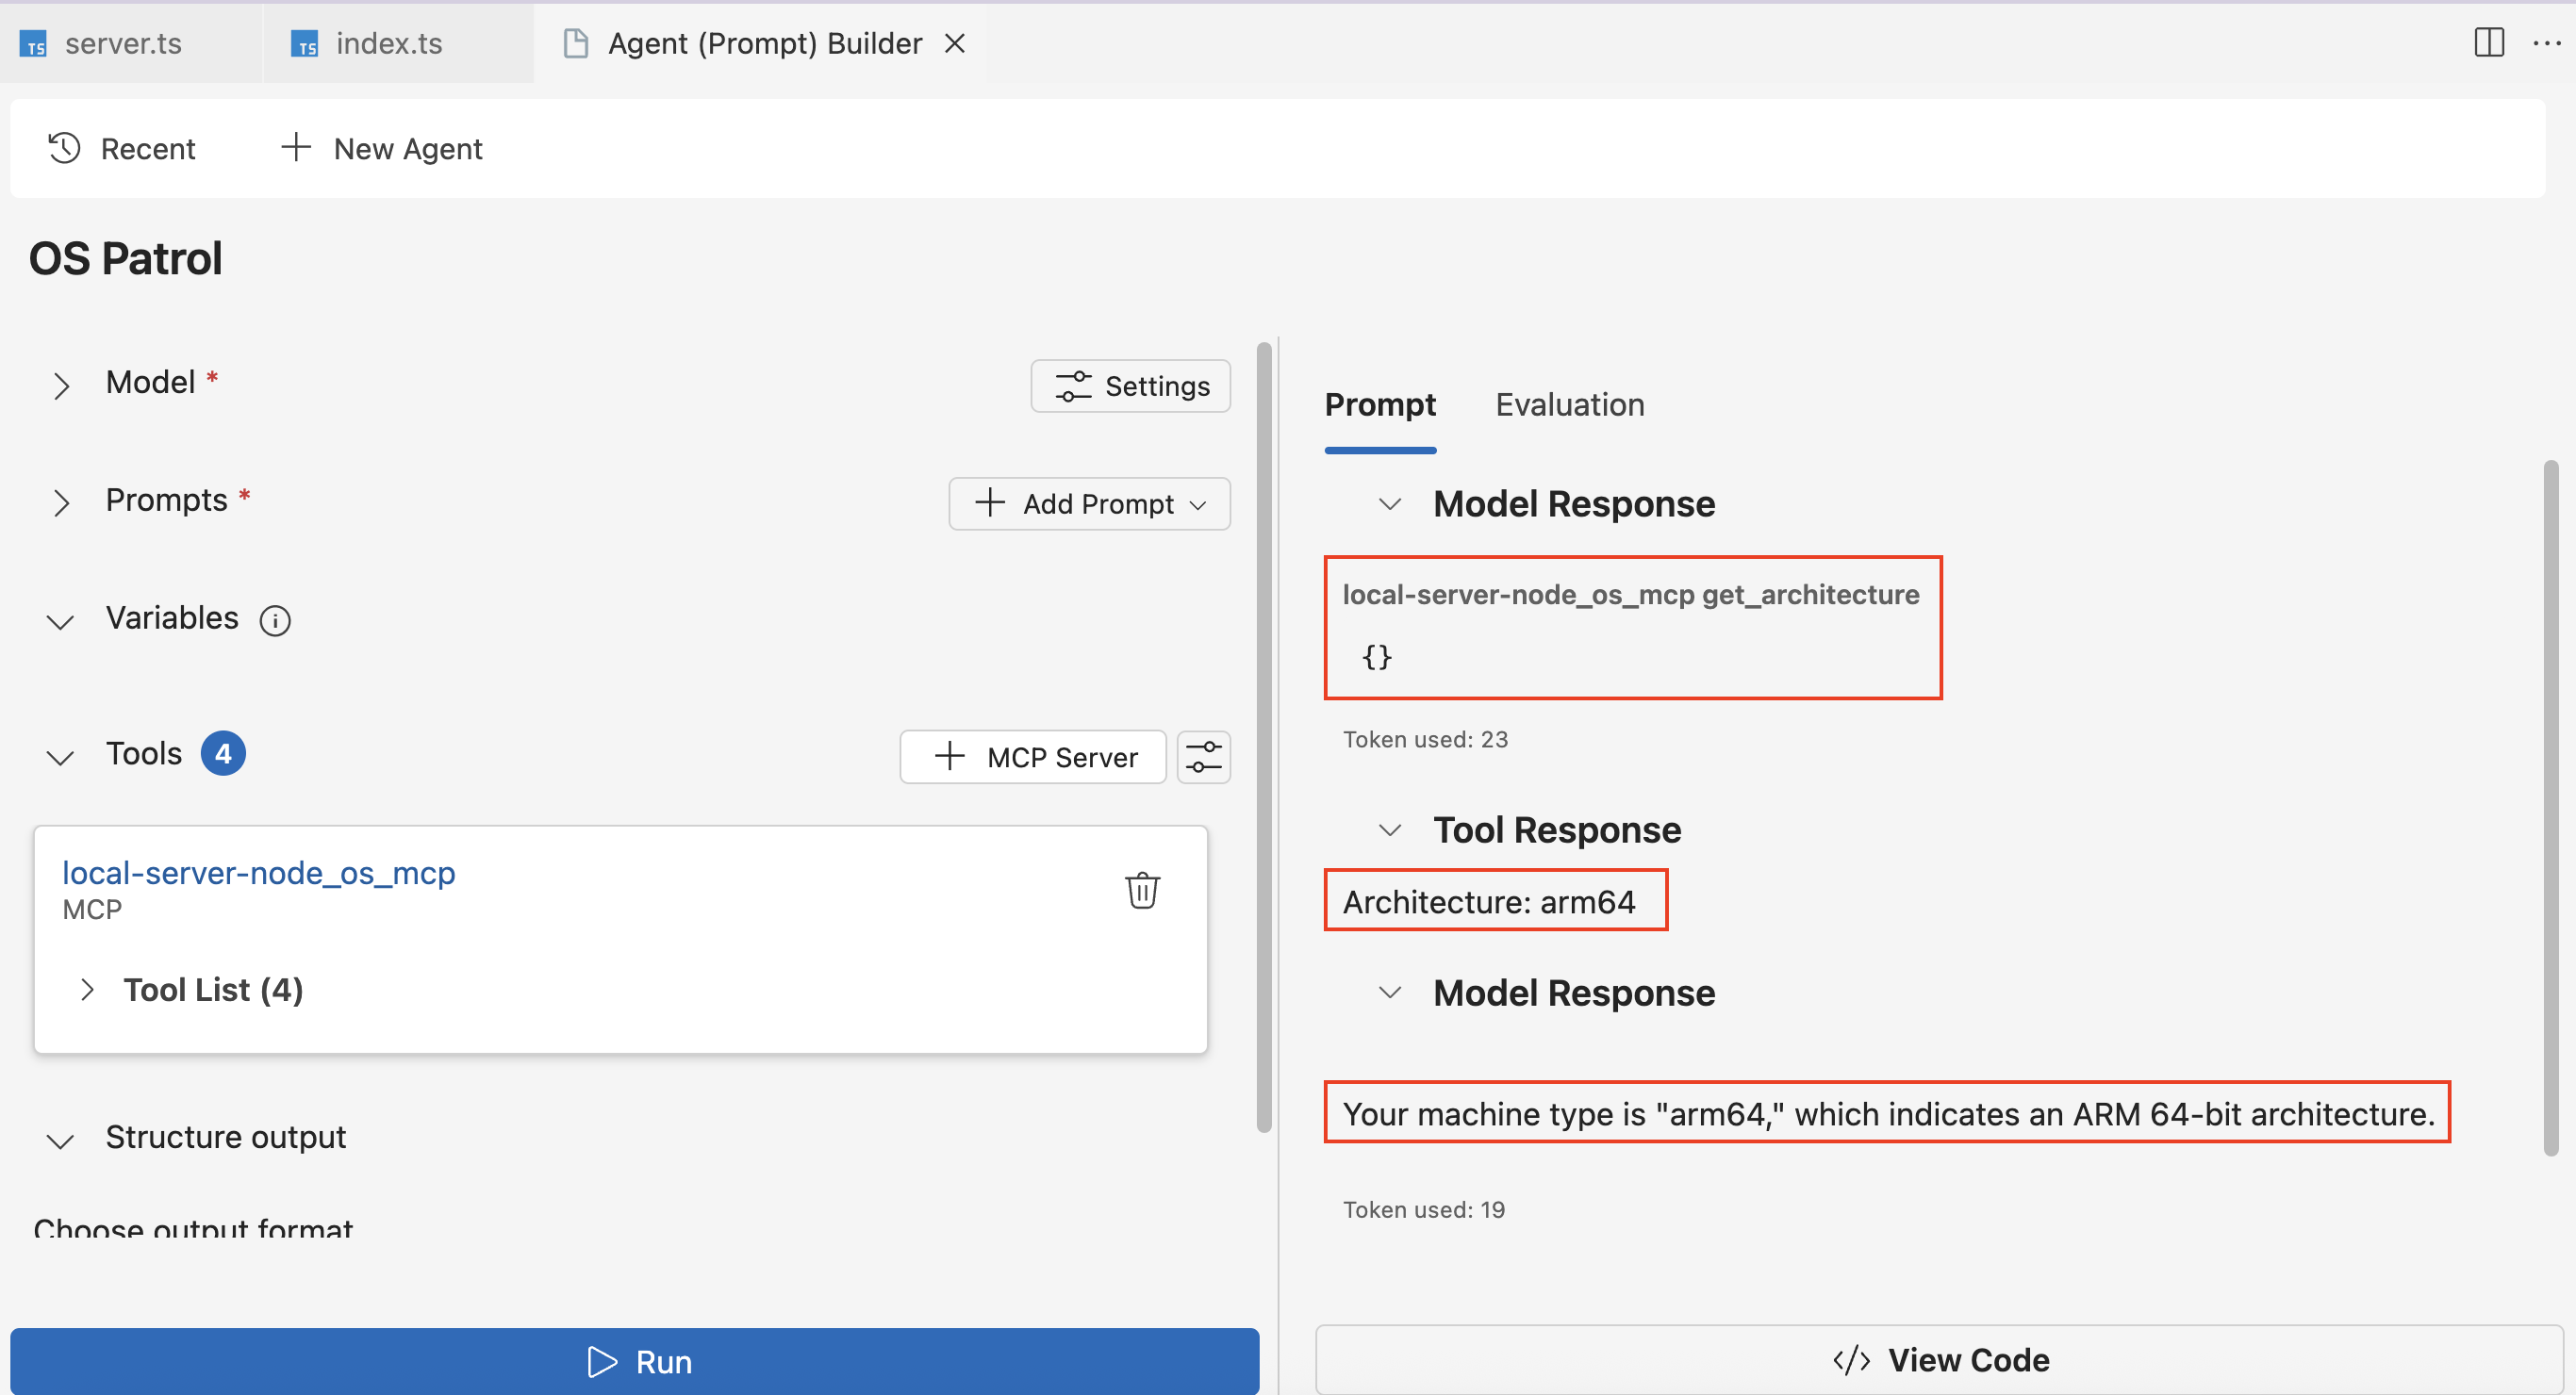 TS server.ts
TS index.ts
Agent (Prompt) Builder
Recent
New Agent
OS Patrol
Model *
Settings
Prompts *
Add Prompt
Variables
Tools 4
MCP Server
local-server-node_os_mcp
MCP
Tool List (4)
Structure output
Choose output format
Run
Prompt
Evaluation
Model Response
local-server-node_os_mcp get_architecture
{}
Token used: 23
Tool Response
Architecture: arm64
Model Response
Your machine type is "arm64," which indicates an ARM 64-bit architecture.
Token used: 19
</> View Code